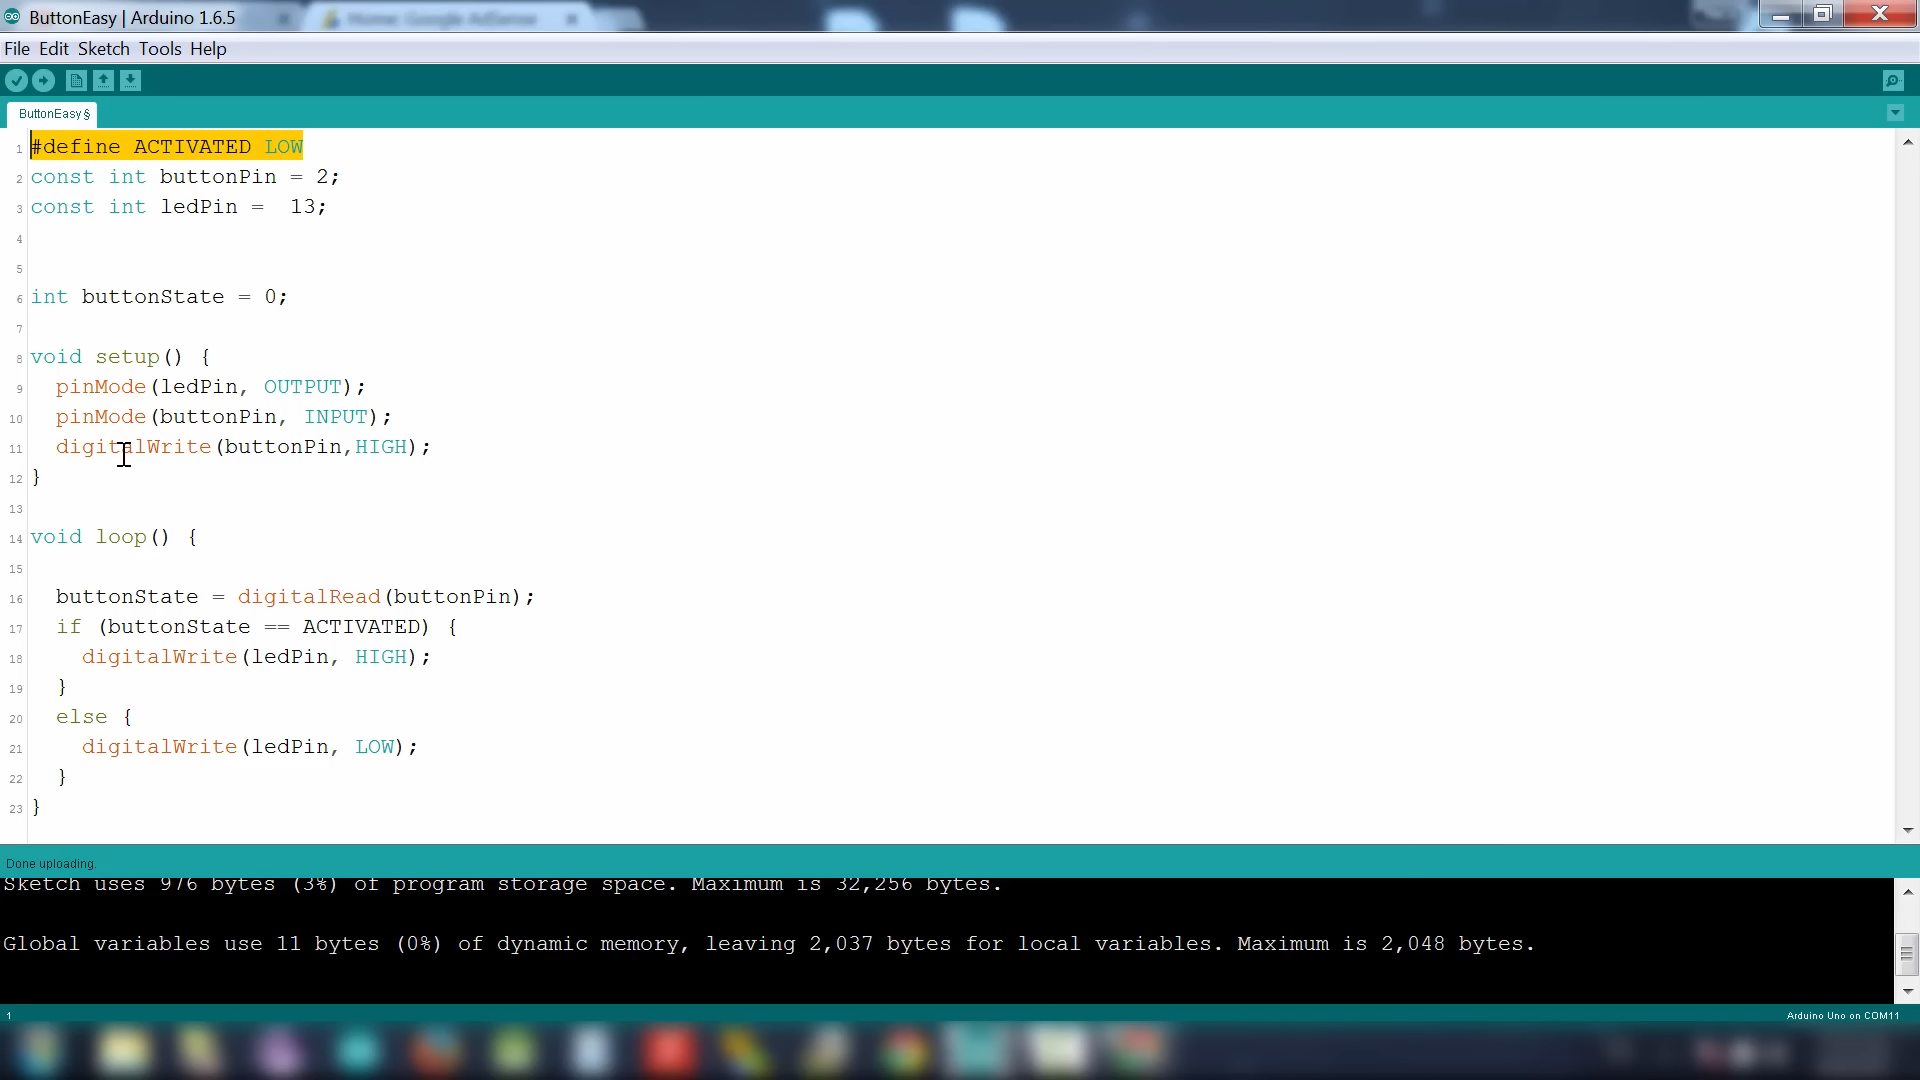 ButtonEasy | Arduino 1.6.5
Home: Google AdSense
File Edit Sketch Tools Help
ButtonEasy§
1 #define ACTIVATED LOW
2 const int buttonPin = 2;
3 const int ledPin =  13;
4
5
6 int buttonState = 0;
7
8 void setup() {
9   pinMode(ledPin, OUTPUT);
10   pinMode(buttonPin, INPUT);
11   digitalWrite(buttonPin,HIGH);
12 }
13
14 void loop() {
15
16   buttonState = digitalRead(buttonPin);
17   if (buttonState == ACTIVATED) {
18     digitalWrite(ledPin, HIGH);
19   }
20   else {
21     digitalWrite(ledPin, LOW);
22   }
23 }
Done uploading.
Sketch uses 976 bytes (3%) of program storage space. Maximum is 32,256 bytes.
Global variables use 11 bytes (0%) of dynamic memory, leaving 2,037 bytes for local variables. Maximum is 2,048 bytes.
1
Arduino Uno on COM11